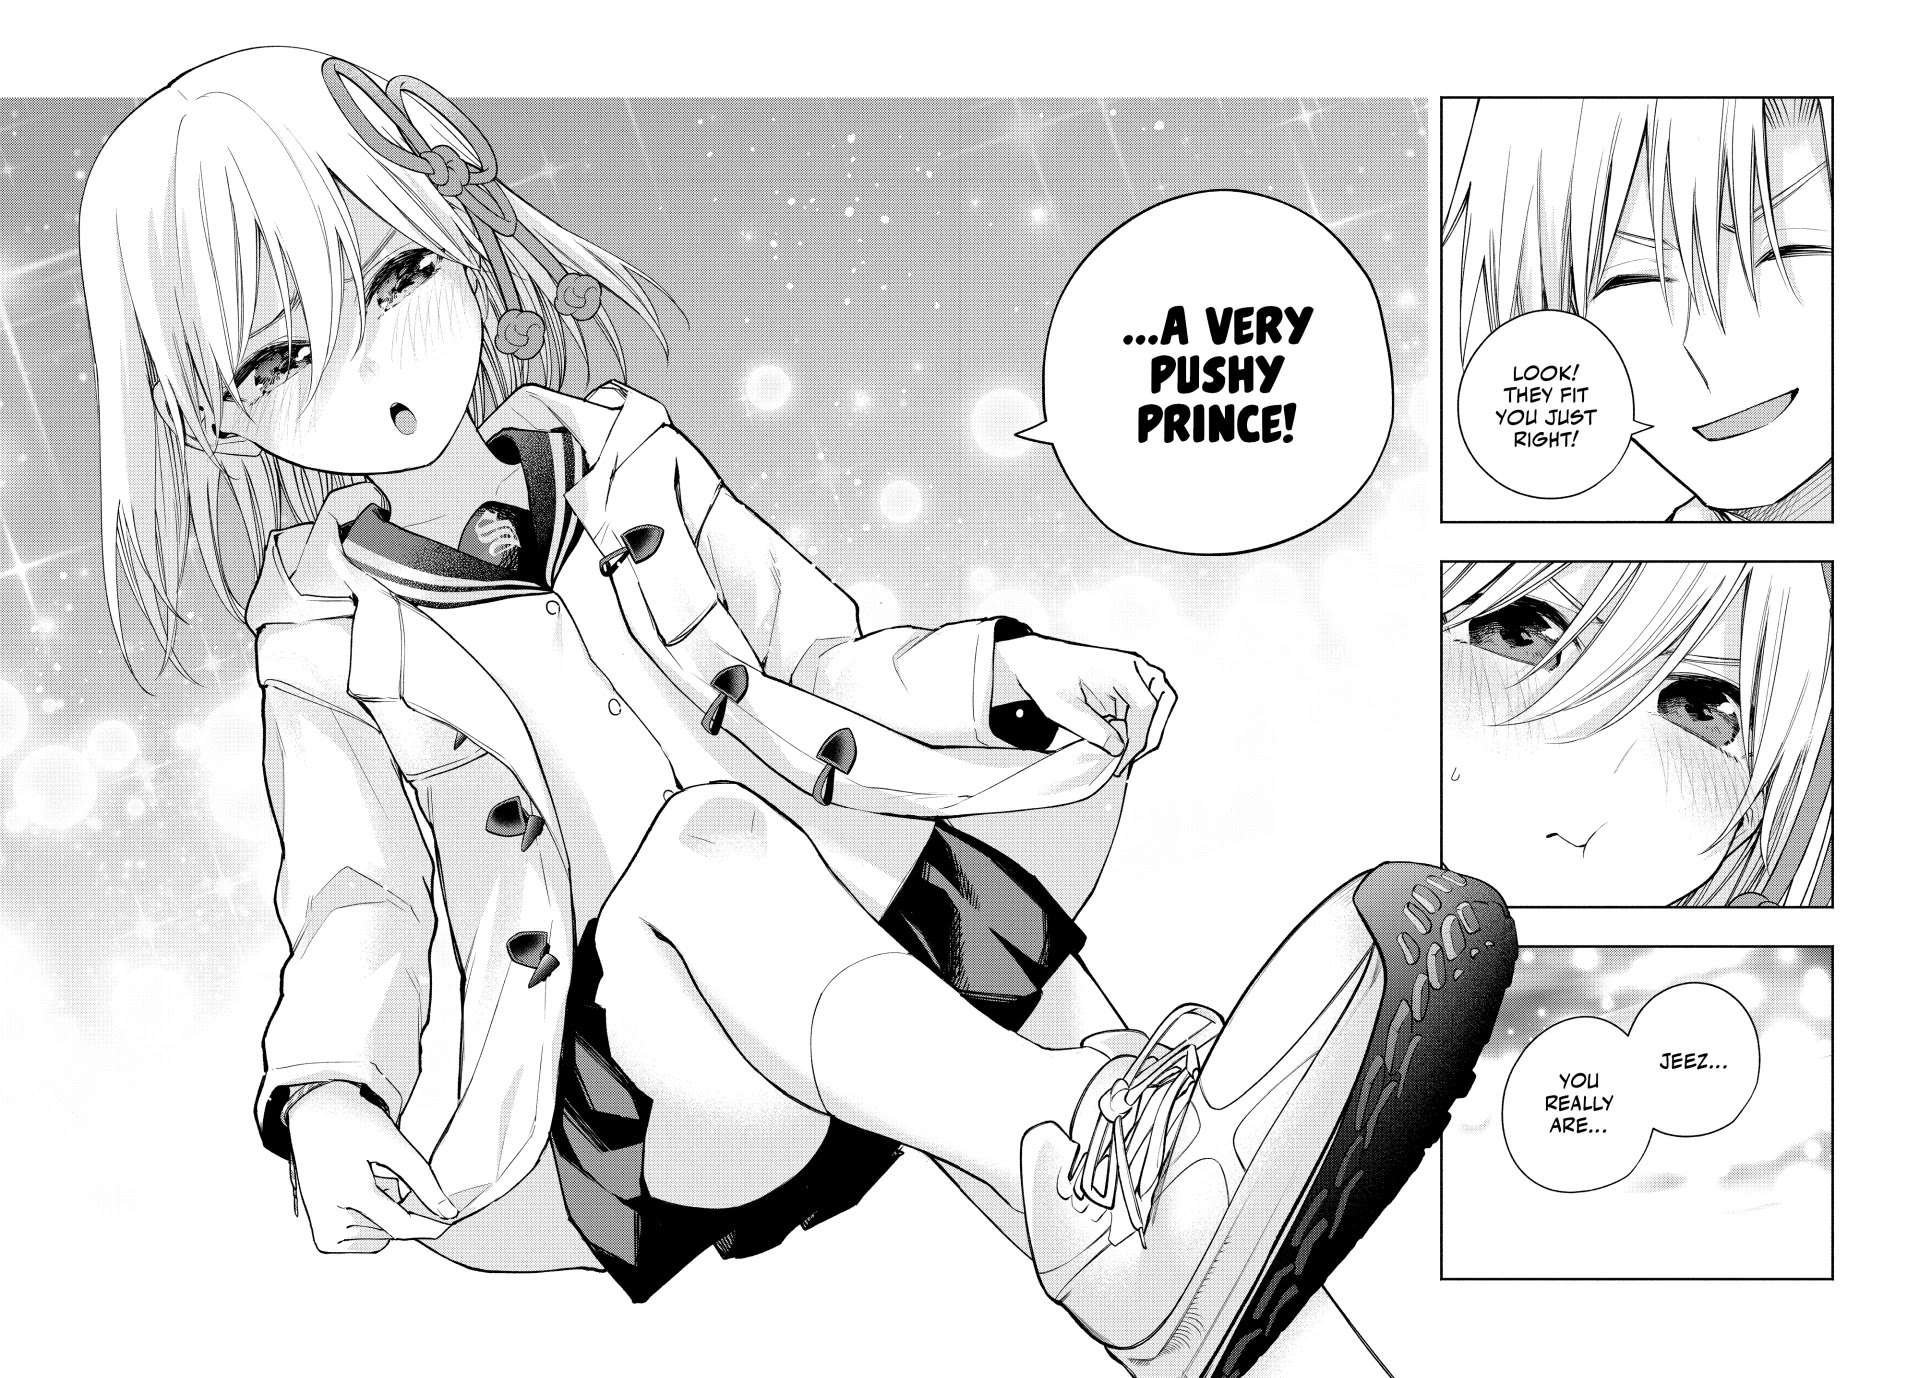 LOOK!
THEY FIT
YOU JUST
RIGHT!
JEEZ...
YOU
REALLY
ARE...
...A VERY
PUSHY
PRINCE!